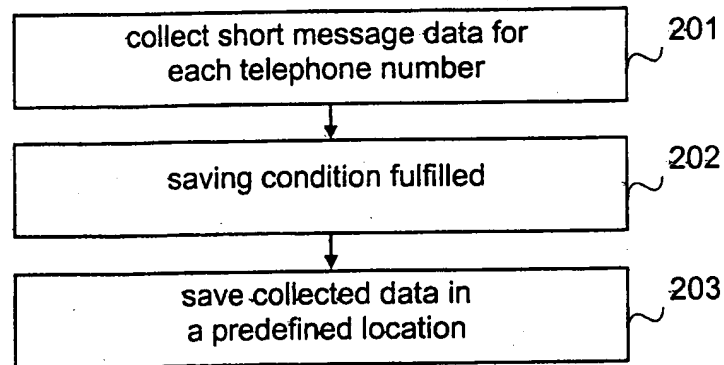 collect short message data for
each telephone number
201
saving condition fulfilled
202
save collected data in
a predefined location
203